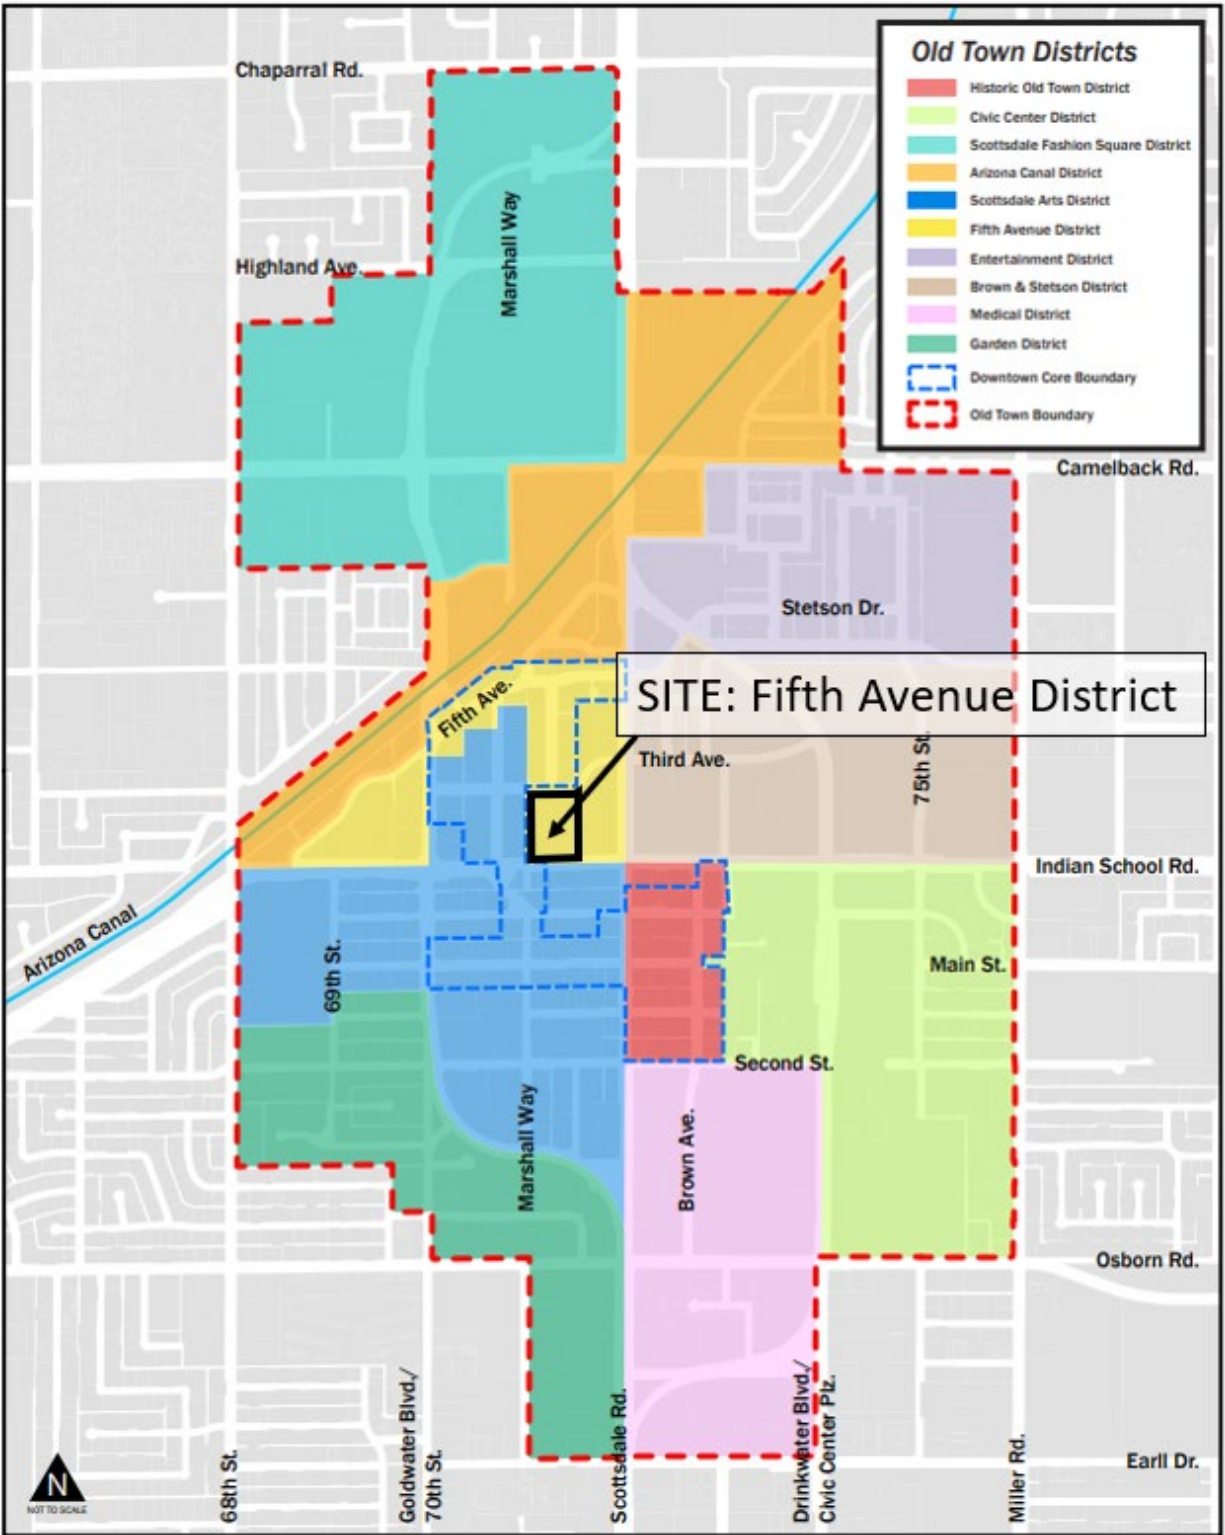 Chaparral Rd.
Old Town Districts
Historic Old Town District
Civic Center District
Scottsdale Fashion Square District
Arizona Canal District
Scottsdale Arts District
Fifth Avenue District
Entertainment District
Brown & Stetson District
Medical District
Garden District
Downtown Core Boundary
Old Town Boundary
Marshall Way
Highland Ave.
Camelback Rd.
Stetson Dr.
Fifth Ave.
SITE: Fifth Avenue District
Third Ave.
75th St.
Indian School Rd.
Arizona Canal
69th St.
Main St.
Second St.
Marshall Way
Brown Ave.
Osborn Rd.
68th St.
Goldwater Blvd./
70th St.
Scottsdale Rd.
Drinkwater Blvd./
Civic Center Plz.
Miller Rd.
Earll Dr.
N
NOT TO SCALE